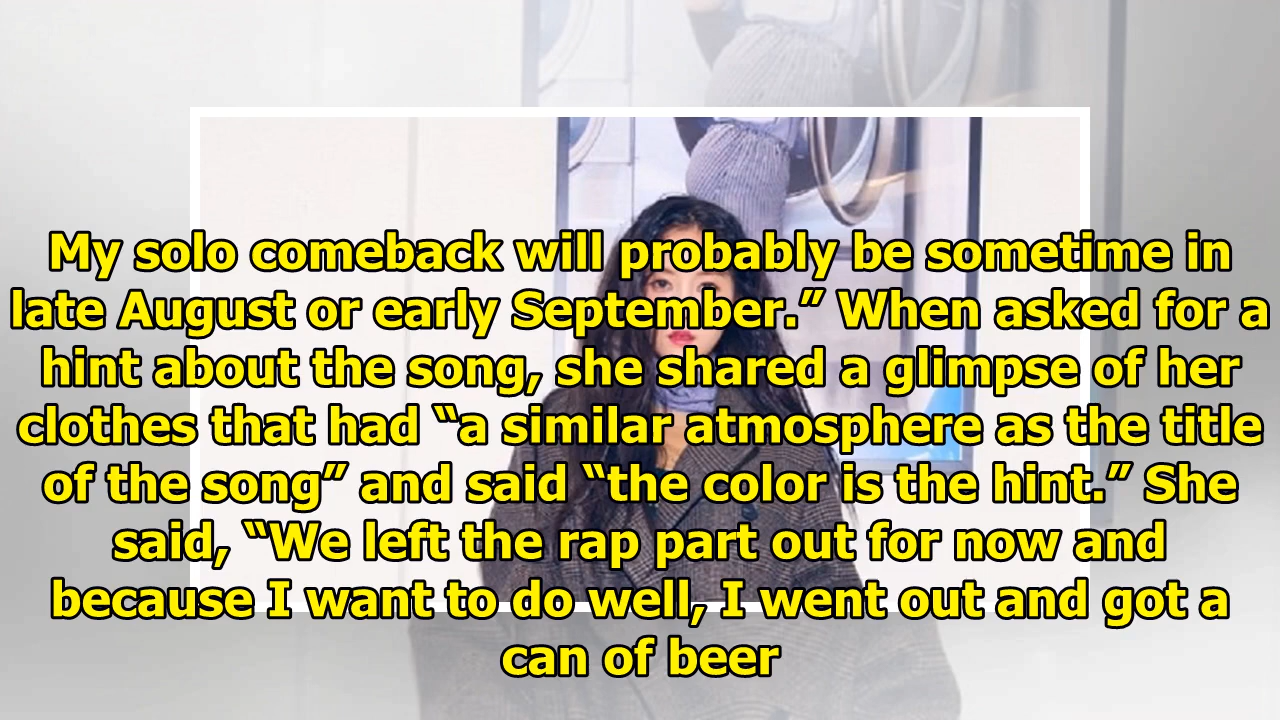 My solo comeback will probably be sometime in
late August or early September.” When asked for a
hint about the song, she shared a glimpse of her
clothes that had “a similar atmosphere as the title
of the song” and said “the color is the hint.” She
said, “We left the rap part out for now and
because I want to do well, I went out and got a
can of beer